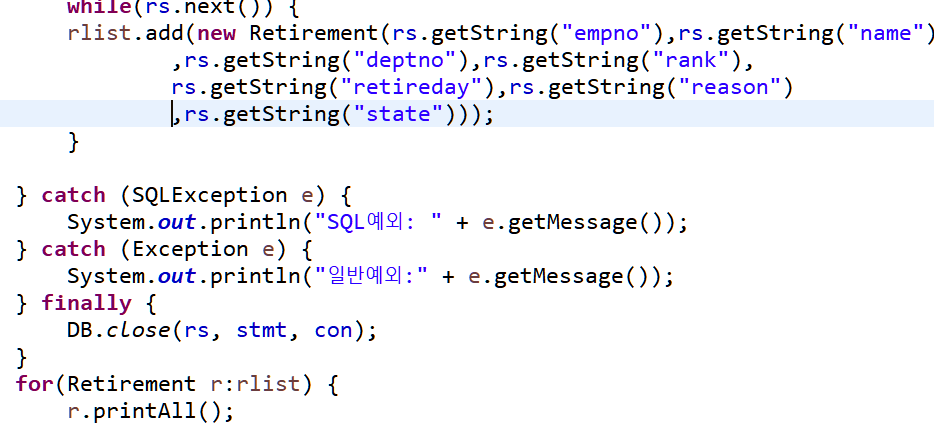 while(rs.next()) {
rlist.add(new Retirement(rs.getString("empno"),rs.getString("name")
,rs.getString("deptno"),rs.getString("rank"),
rs.getString("retireday"),rs.getString("reason")
,rs.getString("state")));
}
} catch (SQLException e) {
System.out.println("SQL예외: " + e.getMessage());
} catch (Exception e) {
System.out.println("일반예외:" + e.getMessage());
} finally {
DB.close(rs, stmt, con);
}
for(Retirement r:rlist) {
r.printAll();